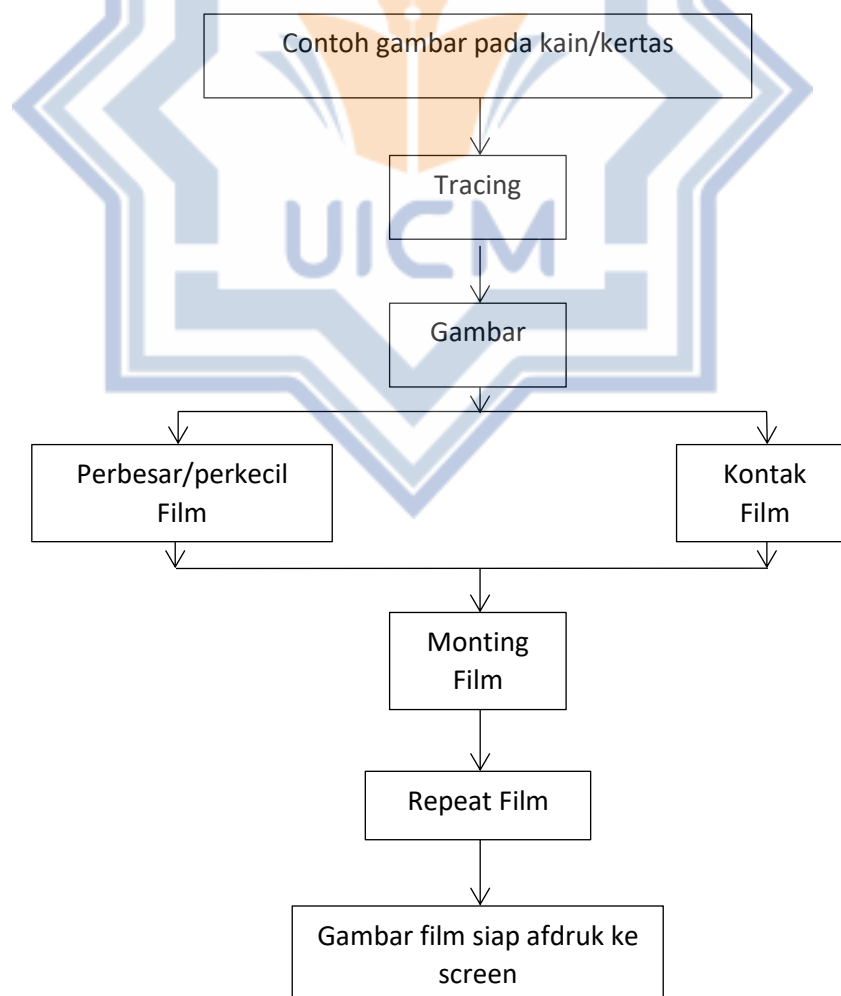 Contoh gambar pada kain/kertas
Tracing
UICM
Gambar
Perbesar/perkecil
Film
Kontak
Film
Monting
Film
Repeat Film
Gambar film siap afdruk ke
screen